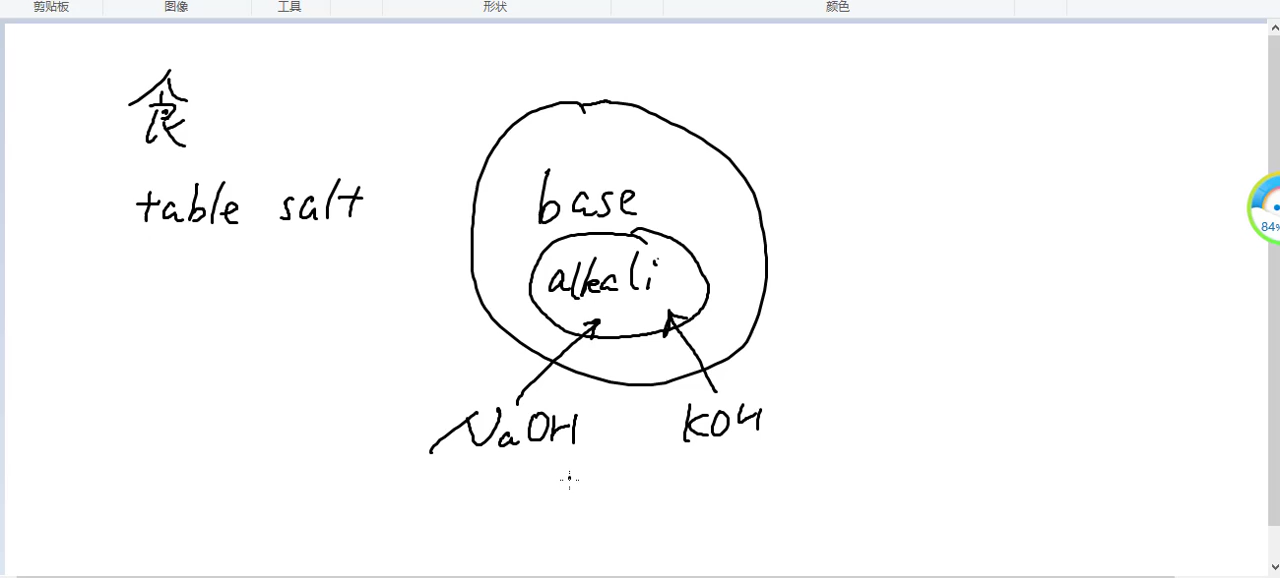 剪贴板 图像 工具 形状 颜色
食
table salt
base
alkali
NaOH KOH
84%